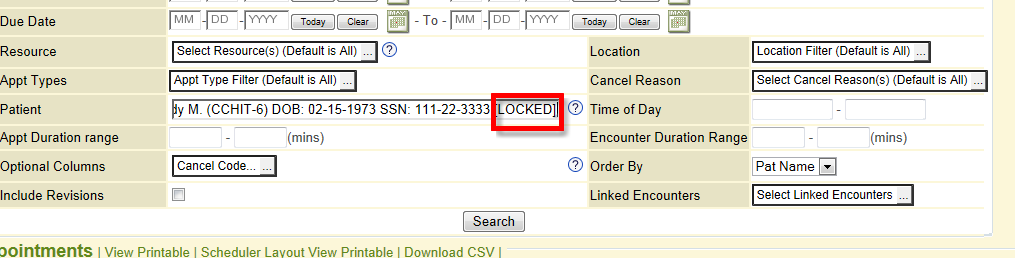 Due Date MM - DD - YYYY Today Clear - To - MM - DD - YYYY Today Clear
Resource Select Resource(s) (Default is All) ... ? Location Location Filter (Default is All) ...
Appt Types Appt Type Filter (Default is All) ... Cancel Reason Select Cancel Reason(s) (Default is All) ...
Patient dy M. (CCHIT-6) DOB: 02-15-1973 SSN: 111-22-3333 [LOCKED] ? Time of Day -
Appt Duration range - (mins) Encounter Duration Range - (mins)
Optional Columns Cancel Code... ... ? Order By Pat Name
Include Revisions Linked Encounters Select Linked Encounters ...
Search
pointments | View Printable | Scheduler Layout View Printable | Download CSV |